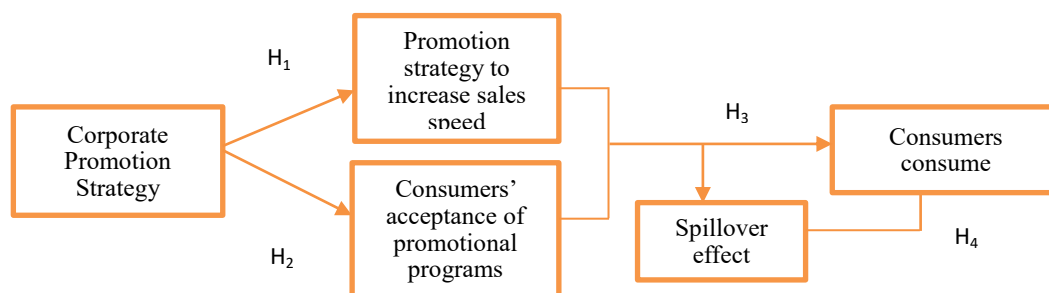 H1
Promotion
strategy to
increase sales
speed
Corporate
Promotion
Strategy
H3
Consumers
consume
Consumers’
acceptance of
promotional
programs
H2
Spillover
effect
H4